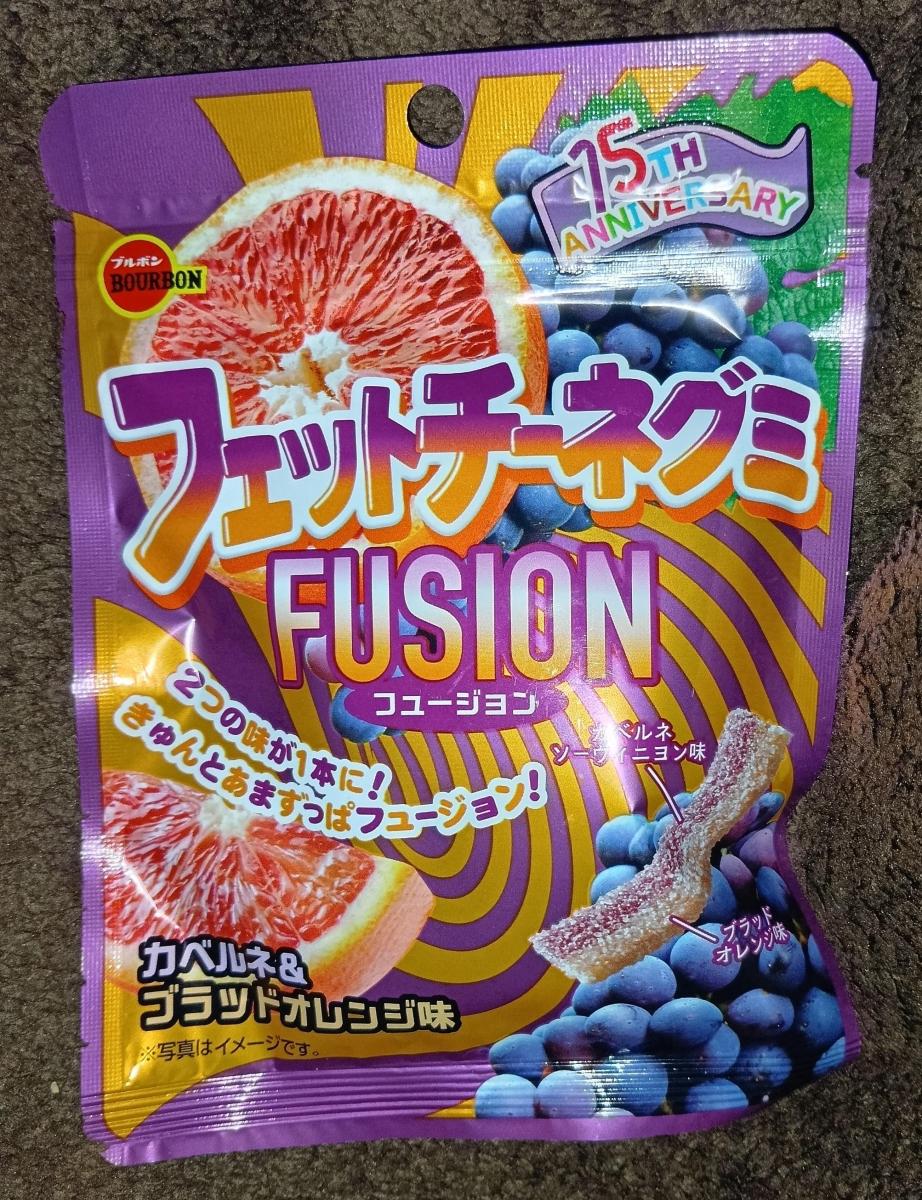 15TH
ANNIVERSARY
ブルボン
BOURBON
フェットチーネグミ
FUSION
フュージョン
2つの味が1本に!
きゅんとあまずっぱフュージョン!
カベルネ
ソーヴィニヨン味
ブラッド
オレンジ味
カベルネ&
ブラッドオレンジ味
※写真はイメージです。